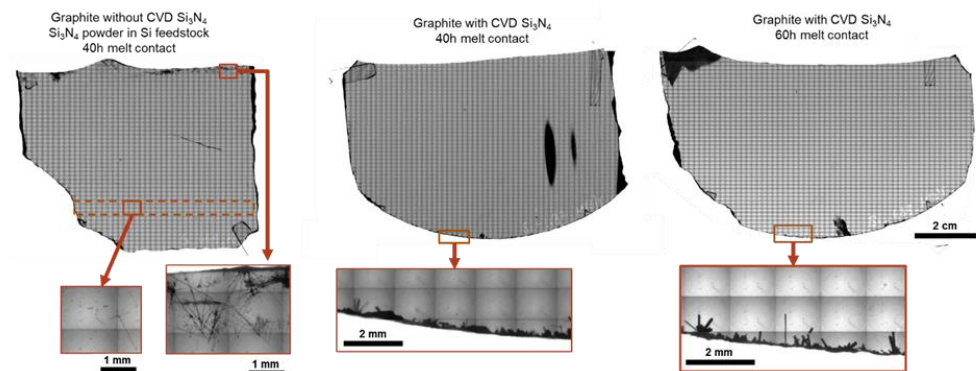 Graphite without CVD Si₃N₄
Si₃N₄ powder in Si feedstock
40h melt contact
Graphite with CVD Si₃N₄
40h melt contact
Graphite with CVD Si₃N₄
60h melt contact
2 cm
1 mm
1 mm
2 mm
2 mm